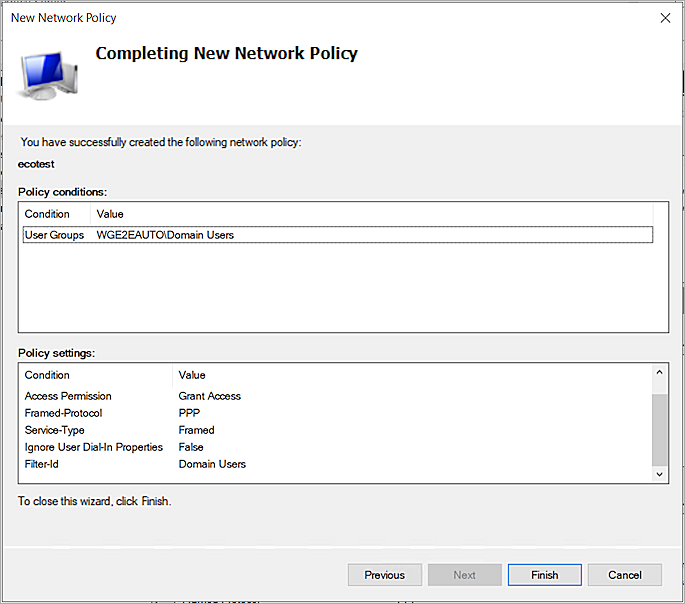 New Network Policy
Completing New Network Policy
You have successfully created the following network policy:
ecotest
Policy conditions:
Condition Value
User Groups WGE2EAUTO\Domain Users
Policy settings:
Condition Value
Access Permission Grant Access
Framed-Protocol PPP
Service-Type Framed
Ignore User Dial-In Properties False
Filter-Id Domain Users
To close this wizard, click Finish.
Previous Next Finish Cancel